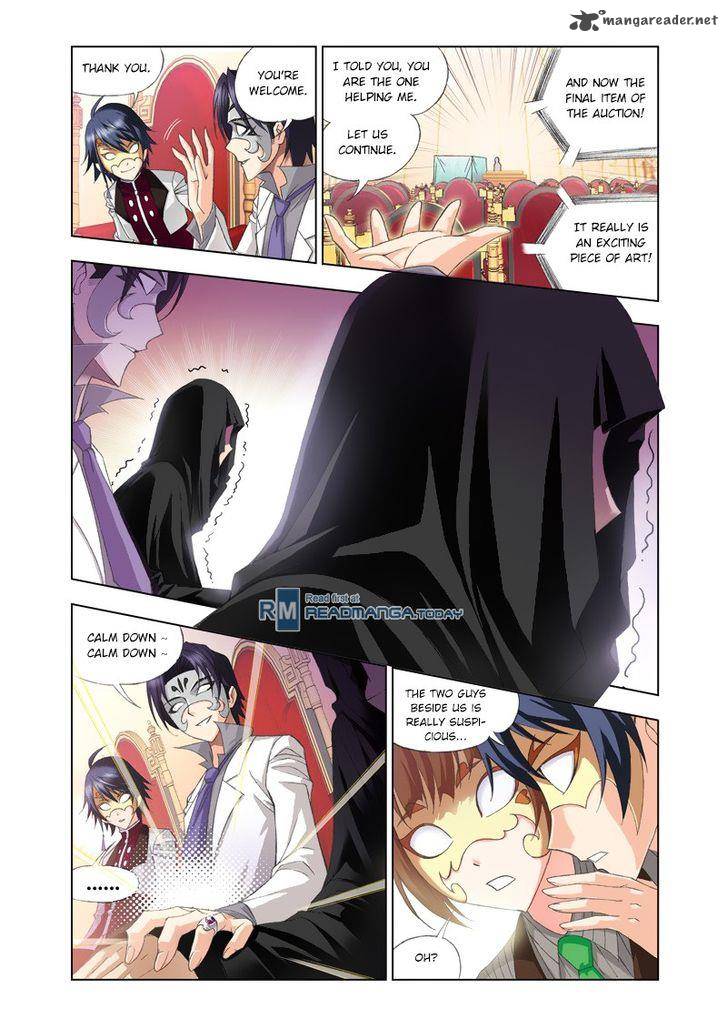 mangareader.net
THANK YOU.
YOU'RE
WELCOME.
I TOLD YOU, YOU
ARE THE ONE
HELPING ME.
LET US
CONTINUE.
AND NOW THE
FINAL ITEM OF
THE AUCTION!
IT REALLY IS
AN EXCITING
PIECE OF ART!
RM
Read first at
READMANGA.TODAY
CALM DOWN ~
CALM DOWN ~
......
THE TWO GUYS
BESIDE US IS
REALLY SUSPI-
CIOUS...
OH?